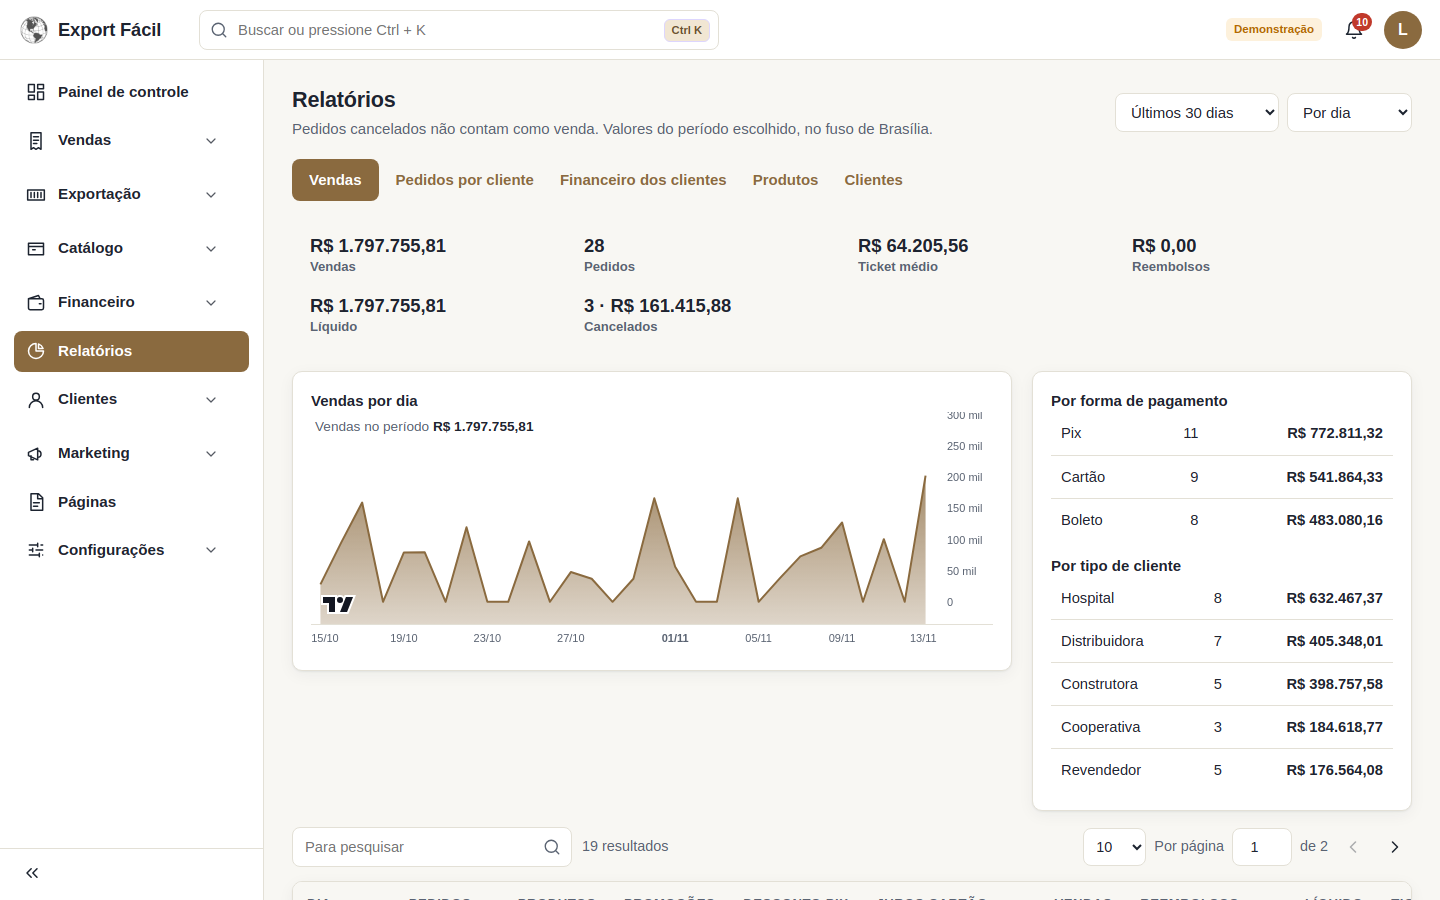 Export Fácil
Buscar ou pressione Ctrl + K
Ctrl K
Demonstração
10
L
Painel de controle
Vendas
Exportação
Catálogo
Financeiro
Relatórios
Clientes
Marketing
Páginas
Configurações
Relatórios
Pedidos cancelados não contam como venda. Valores do período escolhido, no fuso de Brasília.
Últimos 30 dias
Por dia
Vendas
Pedidos por cliente
Financeiro dos clientes
Produtos
Clientes
R$ 1.797.755,81
Vendas
28
Pedidos
R$ 64.205,56
Ticket médio
R$ 0,00
Reembolsos
R$ 1.797.755,81
Líquido
3 · R$ 161.415,88
Cancelados
Vendas por dia
Vendas no período R$ 1.797.755,81
300 mil
250 mil
200 mil
150 mil
100 mil
50 mil
0
15/10 19/10 23/10 27/10 01/11 05/11 09/11 13/11
Por forma de pagamento
Pix 11 R$ 772.811,32
Cartão 9 R$ 541.864,33
Boleto 8 R$ 483.080,16
Por tipo de cliente
Hospital 8 R$ 632.467,37
Distribuidora 7 R$ 405.348,01
Construtora 5 R$ 398.757,58
Cooperativa 3 R$ 184.618,77
Revendedor 5 R$ 176.564,08
Para pesquisar
19 resultados
10
Por página
1
de 2